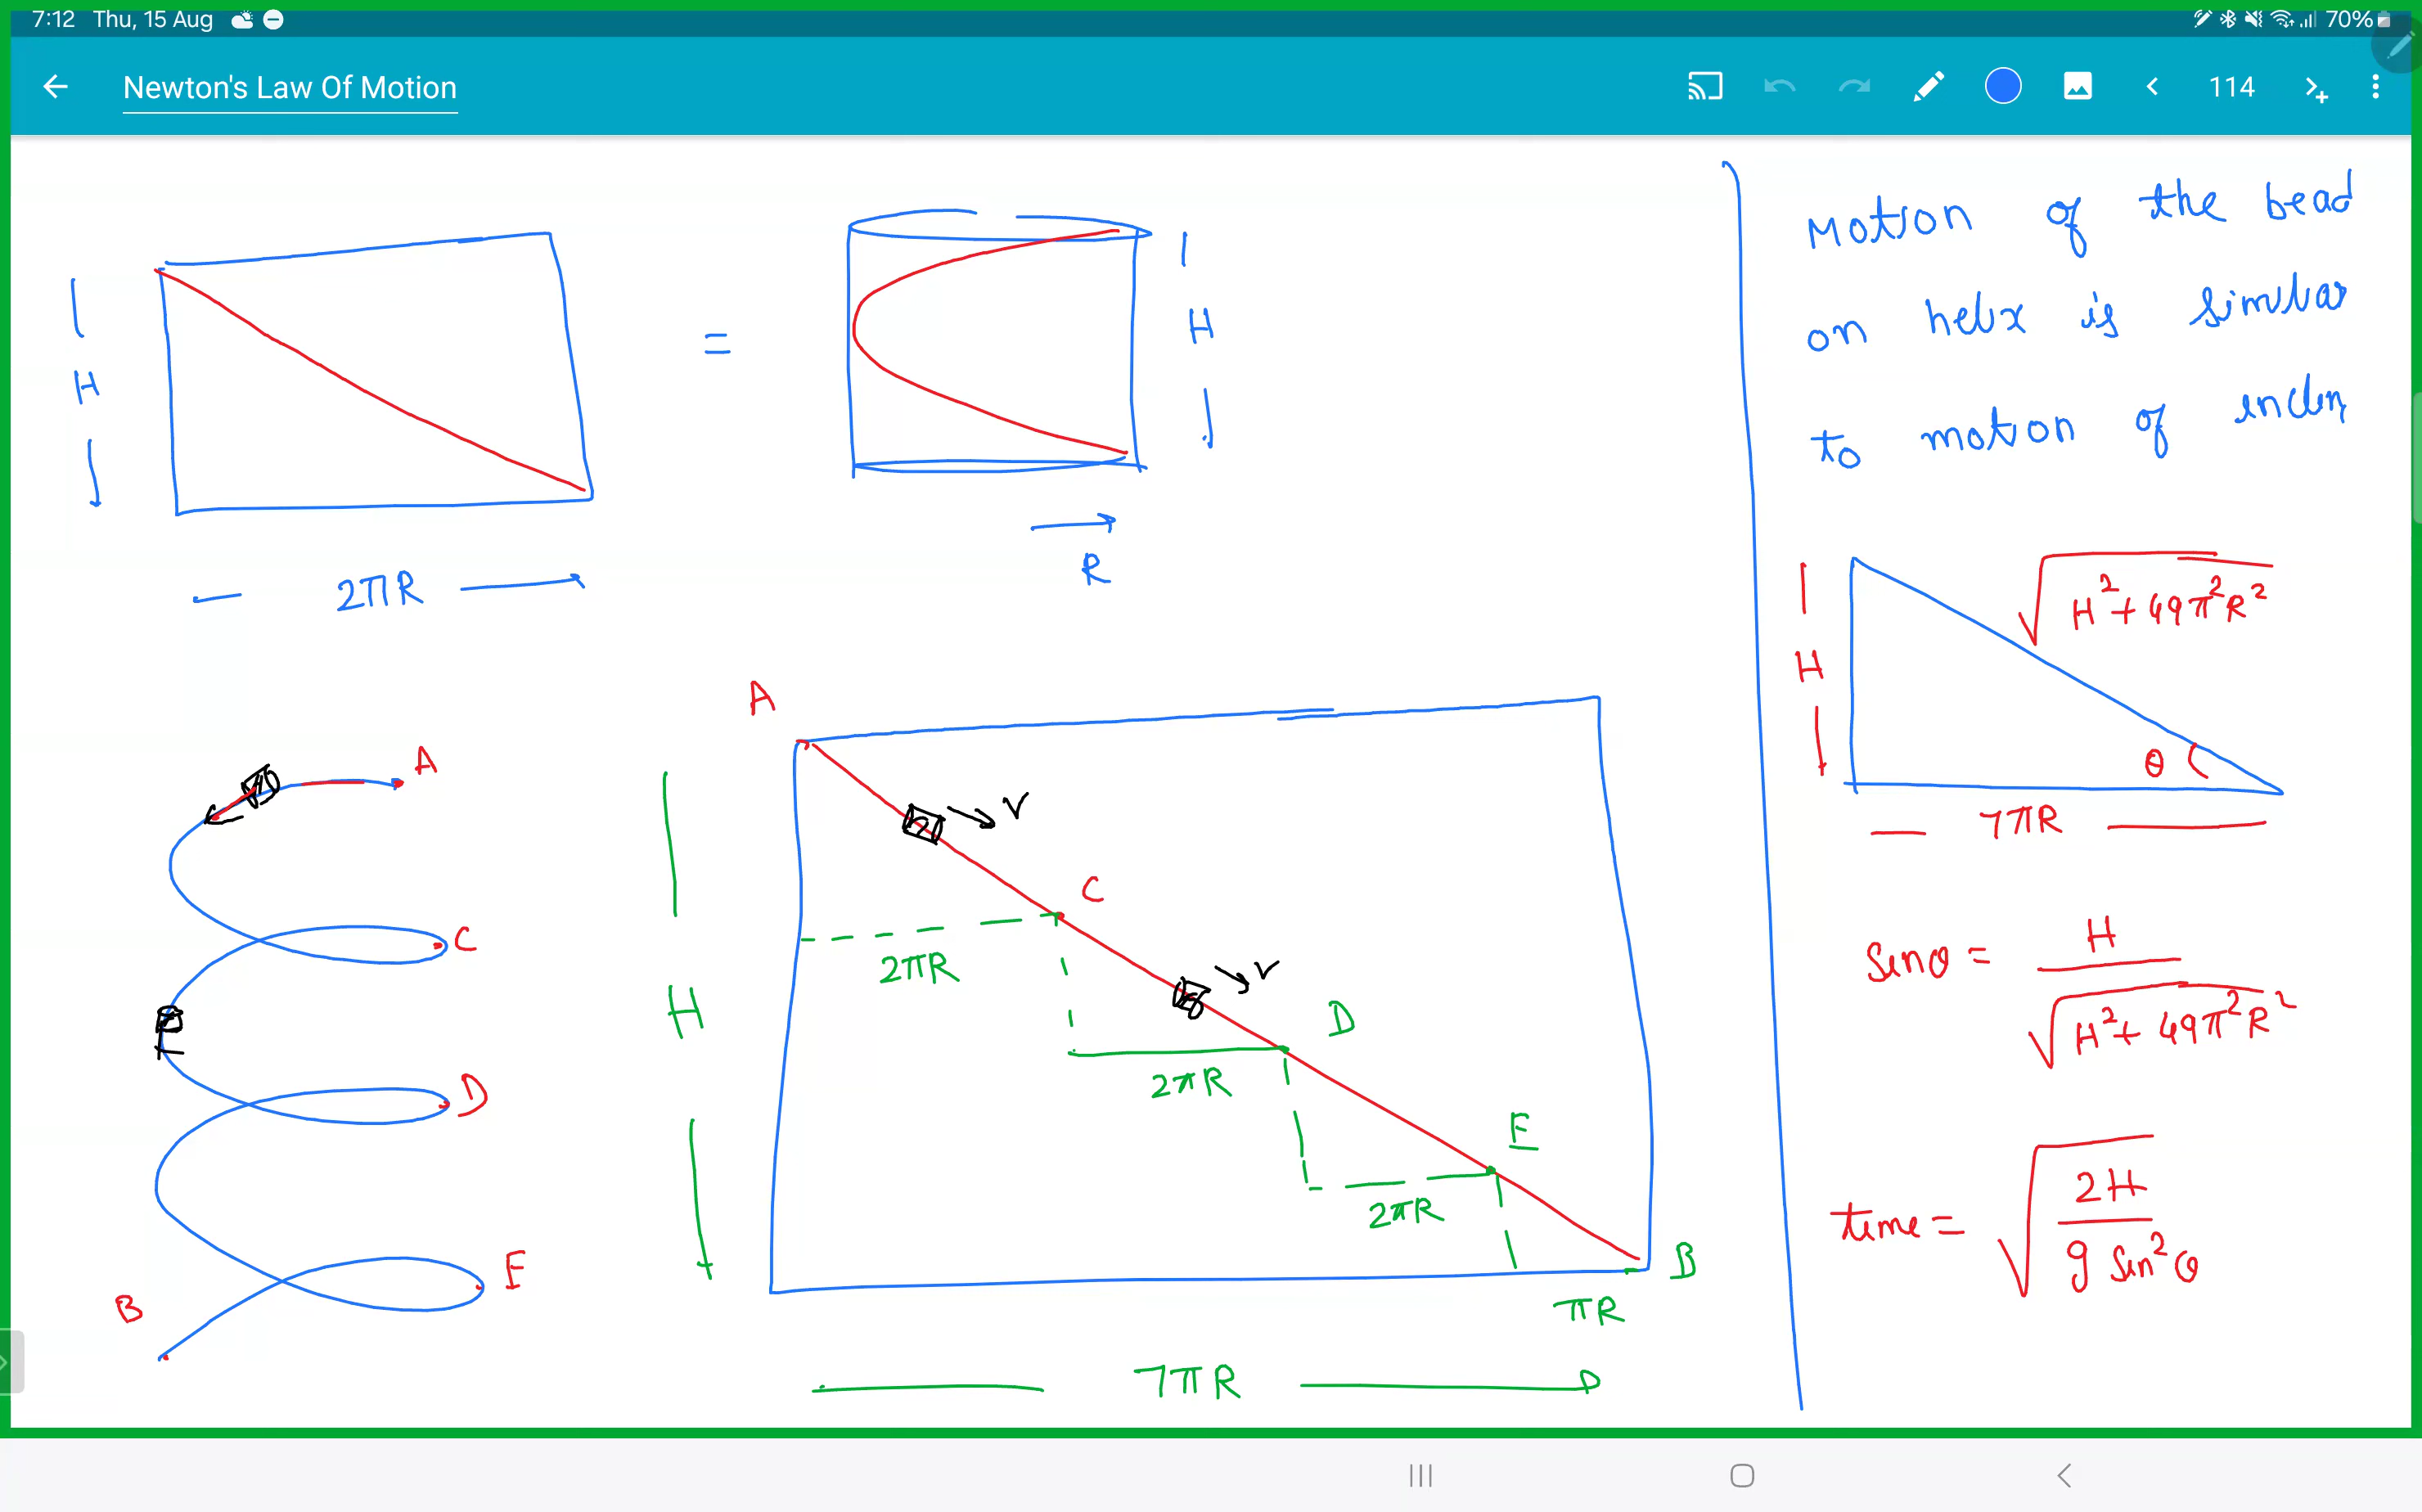 7:12 Thu, 15 Aug
70%
Newton's Law Of Motion
114
H
2πR
=
H
R
A
C
D
E
B
A
V
C
2πR
V
D
2πR
E
2πR
B
πR
H
7πR
Motion of the bead
on helix is similar
to motion of
√H²+49π²R²
H
θ
7πR
Sinθ = H / √H²+49π²R²
time = √2H / g Sin²θ